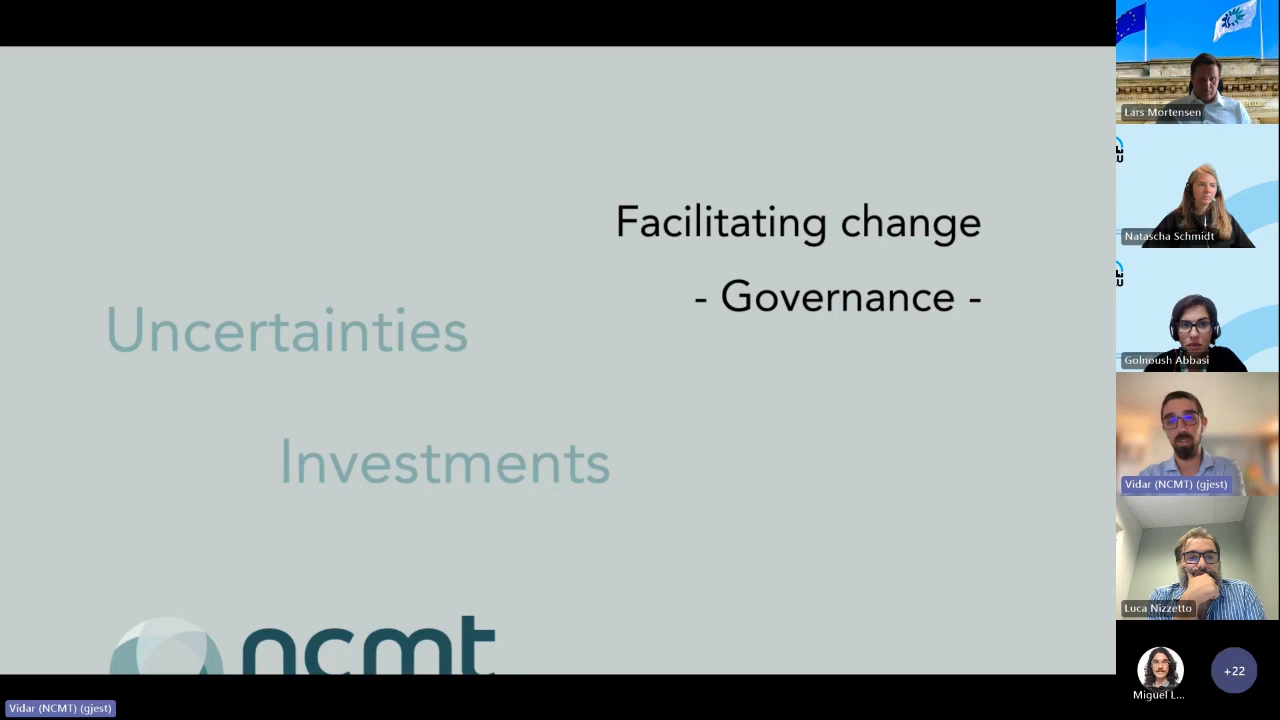 Facilitating change
- Governance -
Uncertainties
Investments
ncmt
Vidar (NCMT) (gjest)
Lars Mortensen
Natascha Schmidt
Golnoush Abbasi
Vidar (NCMT) (gjest)
Luca Nizzetto
Miguel L...
+22